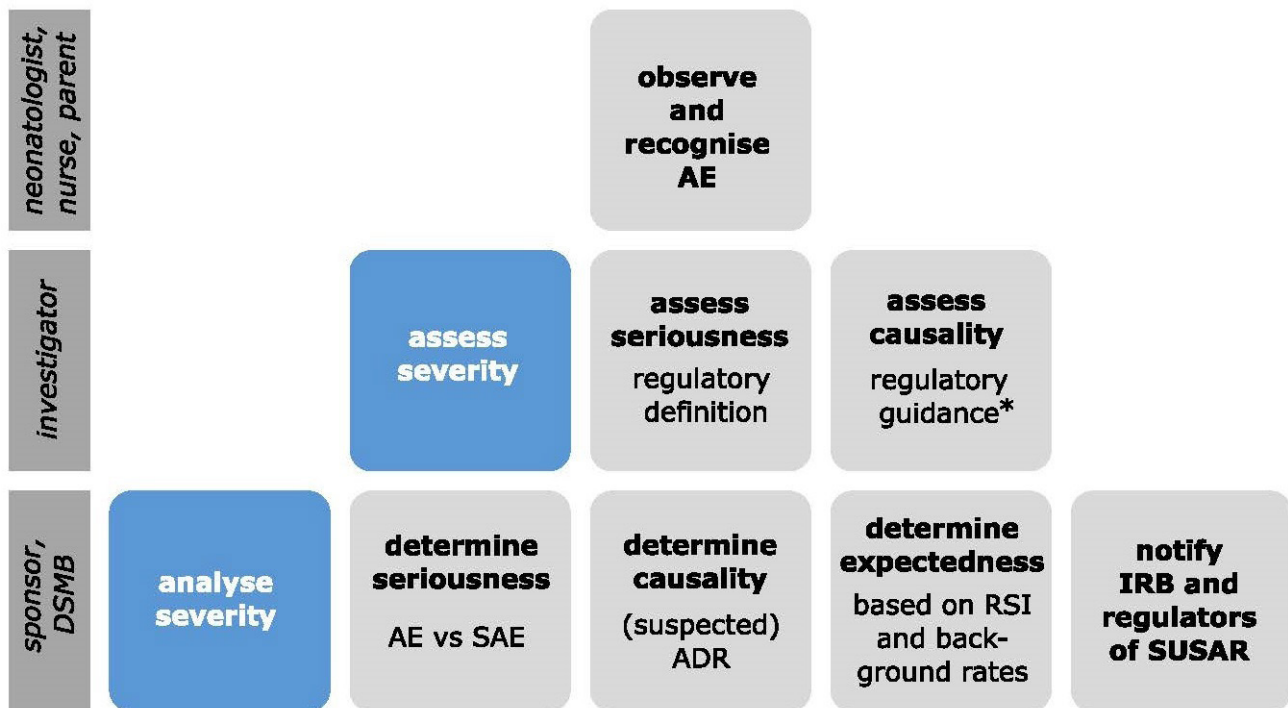 neonatologist,
nurse, parent
observe
and
recognise
AE
investigator
assess
severity
assess
seriousness
regulatory
definition
assess
causality
regulatory
guidance*
sponsor,
DSMB
analyse
severity
determine
seriousness
AE vs SAE
determine
causality
(suspected)
ADR
determine
expectedness
based on RSI
and back-
ground rates
notify
IRB and
regulators
of SUSAR